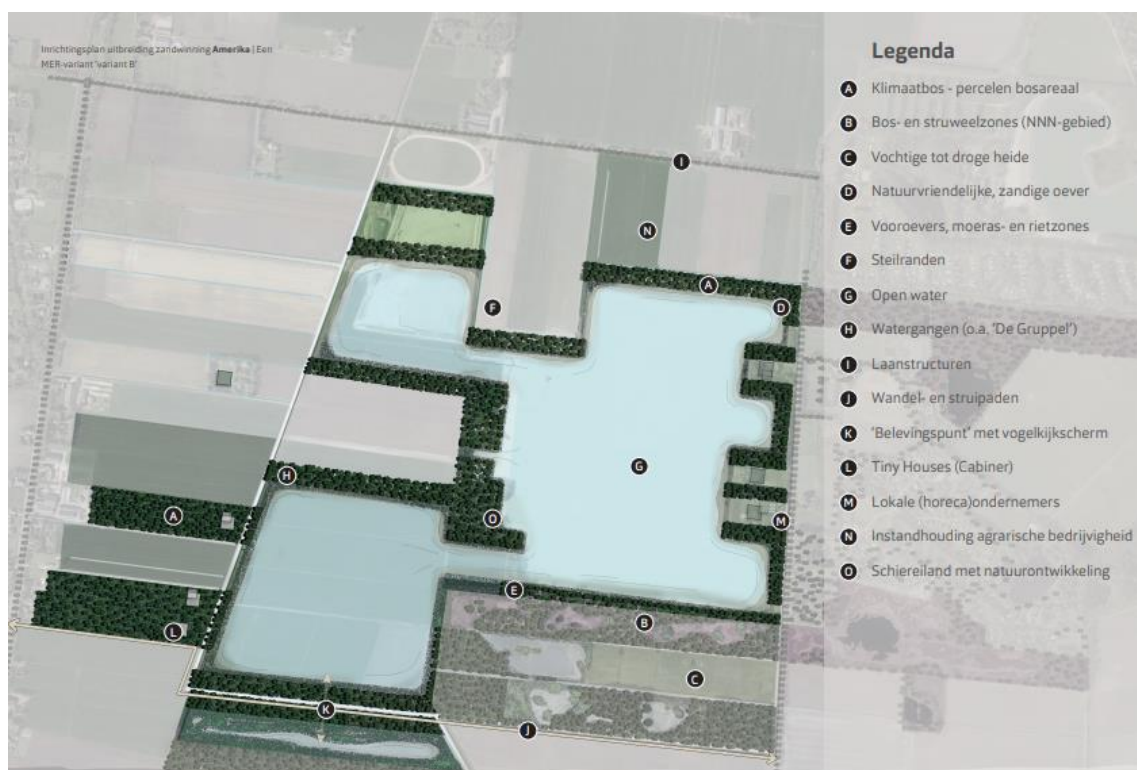 Inrichtingsplan uitbreiding zandwinning Amerika | Een
MER-variant 'variant B'
Legenda
A Klimaatbos - percelen bosareaal
B Bos- en struweelzones (NNN-gebied)
C Vochtige tot droge heide
D Natuurvriendelijke, zandige oever
E Vooroevers, moeras- en rietzones
F Steilranden
G Open water
H Watergangen (o.a. 'De Gruppel')
I Laanstructuren
J Wandel- en struipaden
K 'Belevingspunt' met vogelkijkscherm
L Tiny Houses (Cabiner)
M Lokale (horeca)ondernemers
N Instandhouding agrarische bedrijvigheid
O Schiereiland met natuurontwikkeling
I
N
A
D
F
G
H
A
O
M
E
B
L
C
K
J